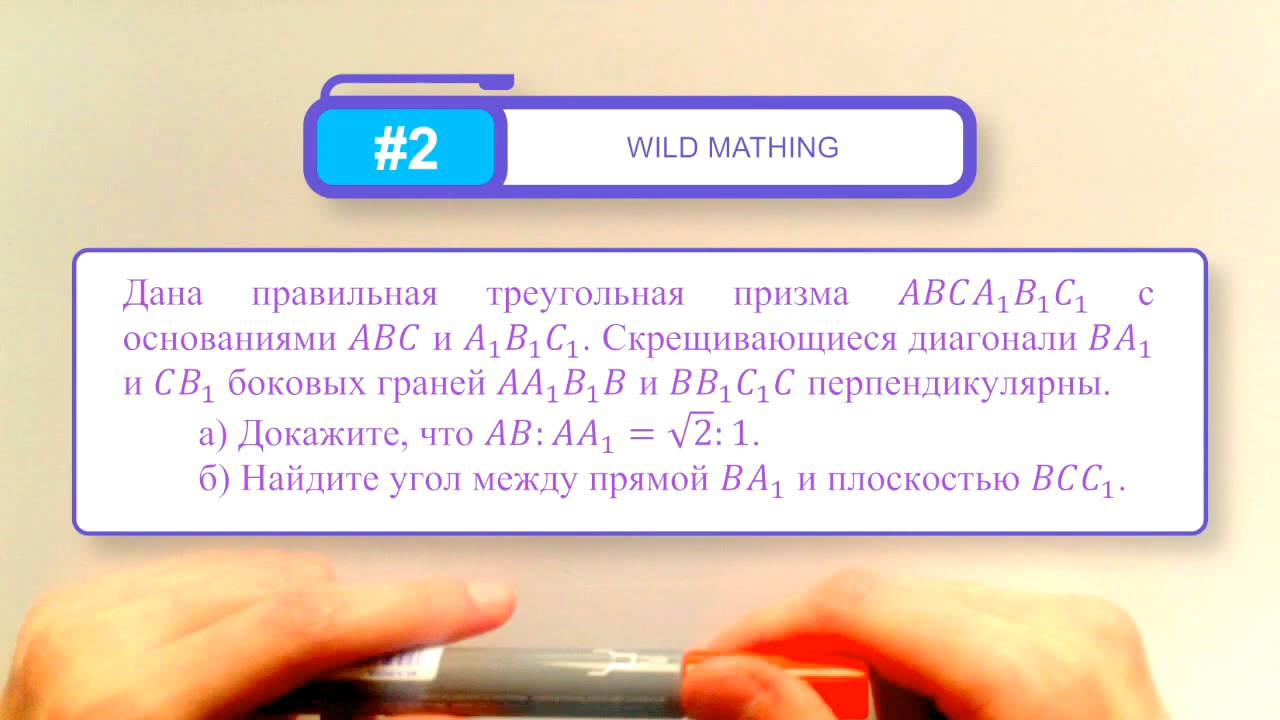 #2
WILD MATHING
Дана правильная треугольная призма ABCA₁B₁C₁ с
основаниями ABC и A₁B₁C₁. Скрещивающиеся диагонали BA₁
и CB₁ боковых граней AA₁B₁B и BB₁C₁C перпендикулярны.
а) Докажите, что AB: AA₁ = √2: 1.
б) Найдите угол между прямой BA₁ и плоскостью BCC₁.